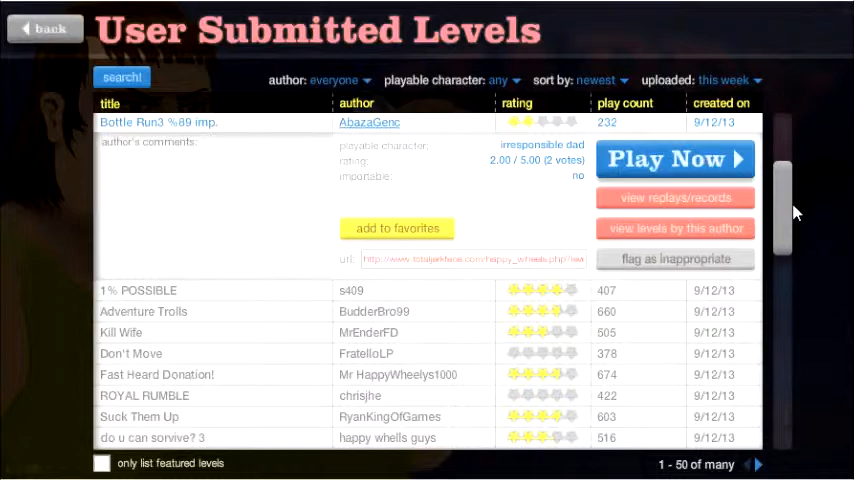 back
User Submitted Levels
search!
author: everyone playable character: any sort by: newest uploaded: this week
title author rating play count created on
Bottle Run3 %89 imp. AbazaGenc 232 9/12/13
author's comments:
playable character: irresponsible dad
rating: 2.00 / 5.00 (2 votes)
importable: no
Play Now
view replays/records
add to favorites
view levels by this author
url: http://www.totaljerkface.com/happy_wheels.php?lev
flag as inappropriate
1% POSSIBLE s409 407 9/12/13
Adventure Trolls BudderBro99 660 9/12/13
Kill Wife MrEnderFD 505 9/12/13
Don't Move FratelloLP 378 9/12/13
Fast Heard Donation! Mr HappyWheelys1000 674 9/12/13
ROYAL RUMBLE chrisjhe 422 9/12/13
Suck Them Up RyanKingOfGames 603 9/12/13
do u can sorvive? 3 happy whells guys 516 9/12/13
only list featured levels
1 - 50 of many